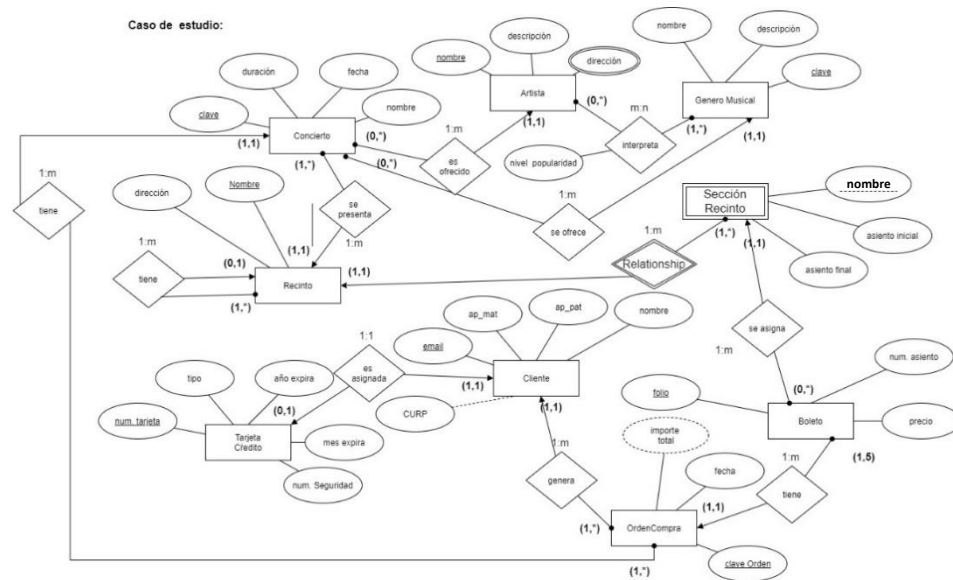 Caso de estudio:
duración
fecha
clave
nombre
Concierto
(1,1)
(0,*)
(1,*)
(0,*)
descripción
nombre
dirección
Artista
(0,*)
(1,1)
1:m
es
ofrecido
m:n
interpreta
nivel popularidad
nombre
descripción
clave
Genero Musical
(1,*)
(1,1)
1:m
se ofrece
1:m
tiene
dirección
Nombre
se
presenta
1:m
(1,1)
1:m
tiene
(0,1)
(1,1)
Recinto
(1,*)
Sección
Recinto
nombre
asiento inicial
asiento final
1:m
(1,*)
(1,1)
Relationship
se asigna
1:m
(0,*)
num. asiento
folio
Boleto
precio
(1,5)
1:m
tiene
ap_mat
ap_pat
nombre
email
Cliente
(1,1)
(1,1)
CURP
1:1
es
asignada
tipo
año expira
(0,1)
num. tarjeta
Tarjeta
Credito
mes expira
num. Seguridad
1:m
genera
importe
total
fecha
(1,1)
(1,*)
OrdenCompra
(1,*)
clave Orden